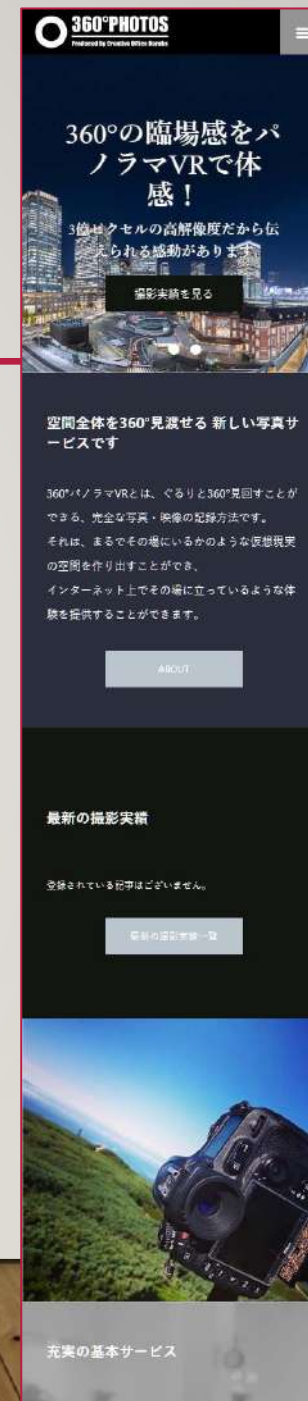 360°PHOTOS
Produced by Creative Office Haruka
360°の臨場感をパ
ノラマVRで体
感！
3億ピクセルの高解像度だから伝
えられる感動があります
撮影実績を見る
空間全体を360°見渡せる 新しい写真サ
ービスです
360°パノラマVRとは、ぐるりと360°見回すことが
できる、完全な写真・映像の記録方法です。
それは、まるでその場にいるかのような仮想現実
の空間を作り出すことができ、
インターネット上でその場に立っているような体
験を提供することができます。
ABOUT
最新の撮影実績
登録されている記事はございません。
最新の撮影実績一覧
充実の基本サービス